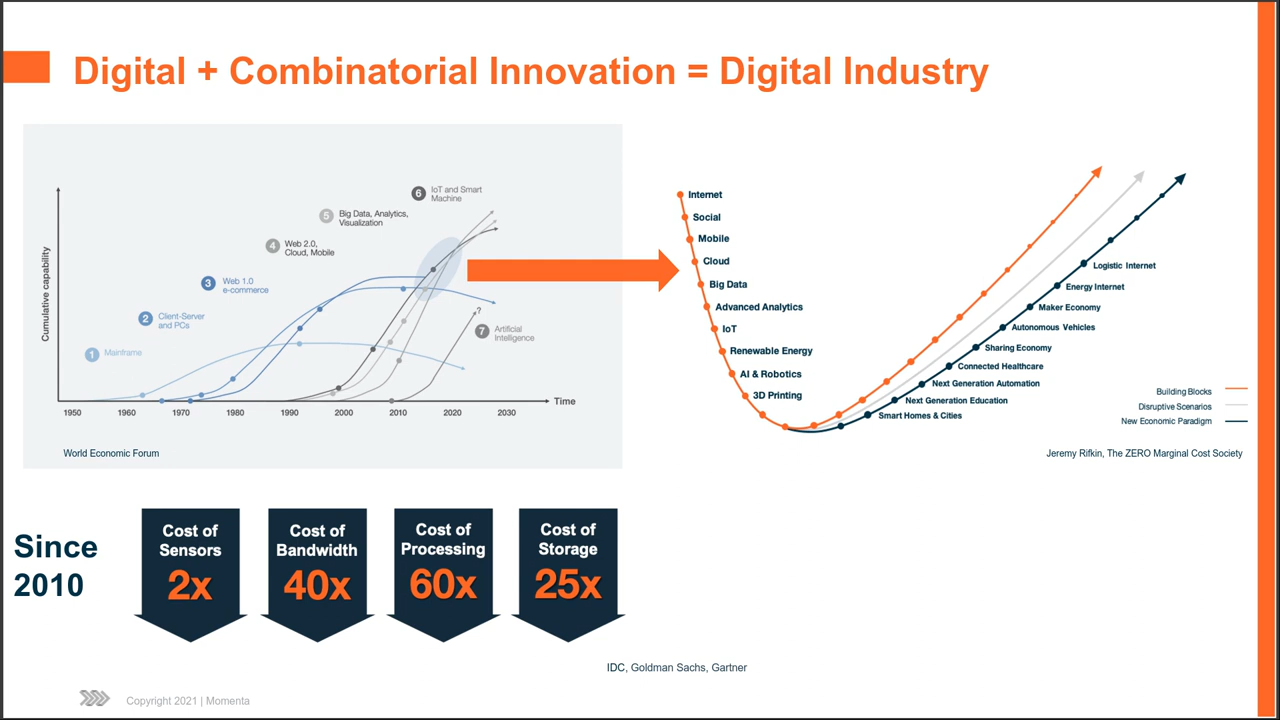 Digital + Combinatorial Innovation = Digital Industry
Cumulative capability
1
Mainframe
2
Client-Server
and PCs
3
Web 1.0
e-commerce
4
Web 2.0,
Cloud, Mobile
5
Big Data, Analytics,
Visualization
6
IoT and Smart
Machine
?
7
Artificial
Intelligence
1950 1960 1970 1980 1990 2000 2010 2020 2030
Time
World Economic Forum
Internet
Social
Mobile
Cloud
Big Data
Advanced Analytics
IoT
Renewable Energy
AI & Robotics
3D Printing
Logistic Internet
Energy Internet
Maker Economy
Autonomous Vehicles
Sharing Economy
Connected Healthcare
Next Generation Automation
Next Generation Education
Smart Homes & Cities
Building Blocks
Disruptive Scenarios
New Economic Paradigm
Jeremy Rifkin, The ZERO Marginal Cost Society
Since
2010
Cost of
Sensors
2x
Cost of
Bandwidth
40x
Cost of
Processing
60x
Cost of
Storage
25x
IDC, Goldman Sachs, Gartner
Copyright 2021 | Momenta